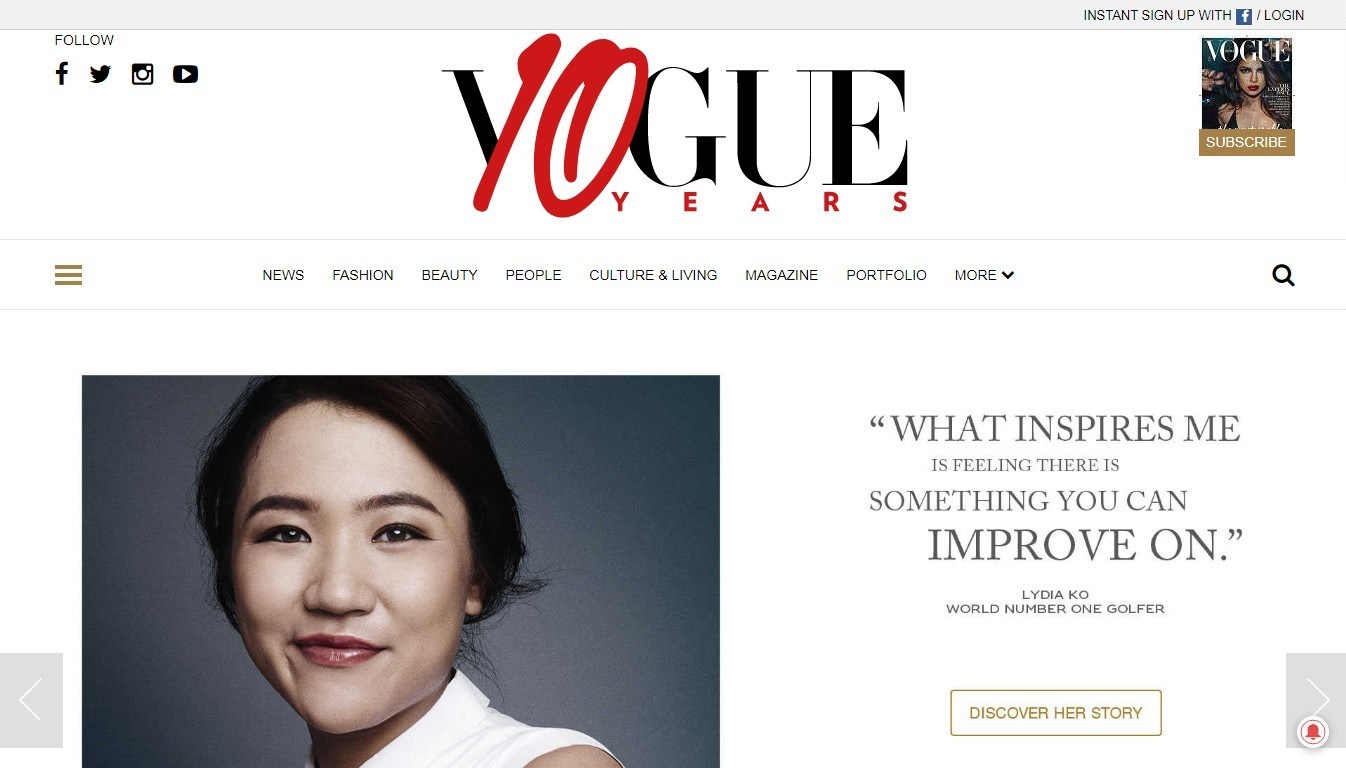 INSTANT SIGN UP WITH / LOGIN
FOLLOW
VOGUE
10
YEARS
VOGUE
SUBSCRIBE
NEWS FASHION BEAUTY PEOPLE CULTURE & LIVING MAGAZINE PORTFOLIO MORE
“WHAT INSPIRES ME
IS FEELING THERE IS
SOMETHING YOU CAN
IMPROVE ON.”
LYDIA KO
WORLD NUMBER ONE GOLFER
DISCOVER HER STORY